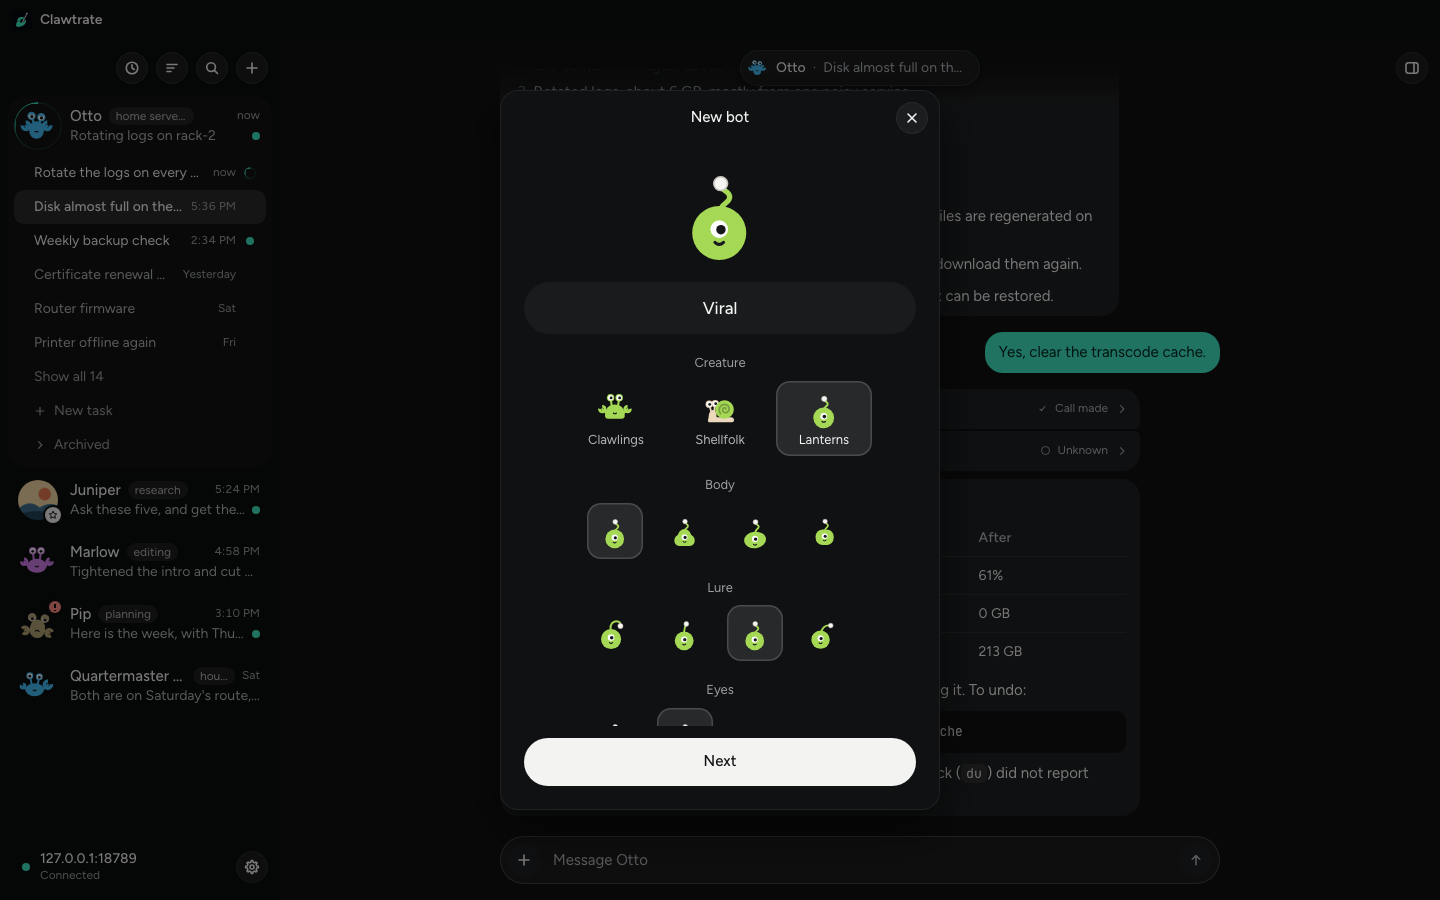 Clawtrate
Otto home serve... now
Rotating logs on rack-2
Rotate the logs on every ... now
Disk almost full on the... 5:36 PM
Weekly backup check 2:34 PM
Certificate renewal ... Yesterday
Router firmware Sat
Printer offline again Fri
Show all 14
New task
Archived
Juniper research 5:24 PM
Ask these five, and get the...
Marlow editing 4:58 PM
Tightened the intro and cut ...
Pip planning 3:10 PM
Here is the week, with Thu...
Quartermaster ... hou... Sat
Both are on Saturday's route,...
127.0.0.1:18789
Connected
Otto · Disk almost full on th...
New bot
Viral
Creature
Clawlings Shellfolk Lanterns
Body
Lure
Eyes
Next
iles are regenerated on
download them again.
can be restored.
Yes, clear the transcode cache.
Call made
Unknown
After
61%
0 GB
213 GB
g it. To undo:
che
ck (du) did not report
Message Otto